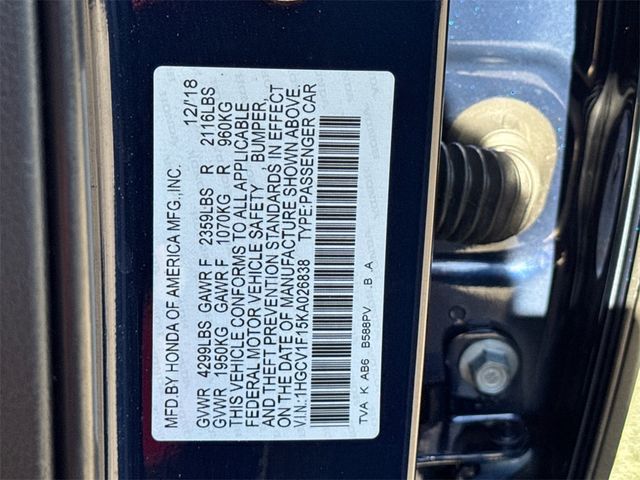 MFD.BY HONDA OF AMERICA MFG.,INC. 12/'18
GVWR 4299LBS GAWR F 2359LBS R 2116LBS
GVWR 1950KG GAWR F 1070KG R 960KG
THIS VEHICLE CONFORMS TO ALL APPLICABLE
FEDERAL MOTOR VEHICLE SAFETY , BUMPER,
AND THEFT PREVENTION STANDARDS IN EFFECT
ON THE DATE OF MANUFACTURE SHOWN ABOVE.
V.I.N.:1HGCV1F15KA026838 TYPE:PASSENGER CAR
TVA K AB6 B588PV .B .A